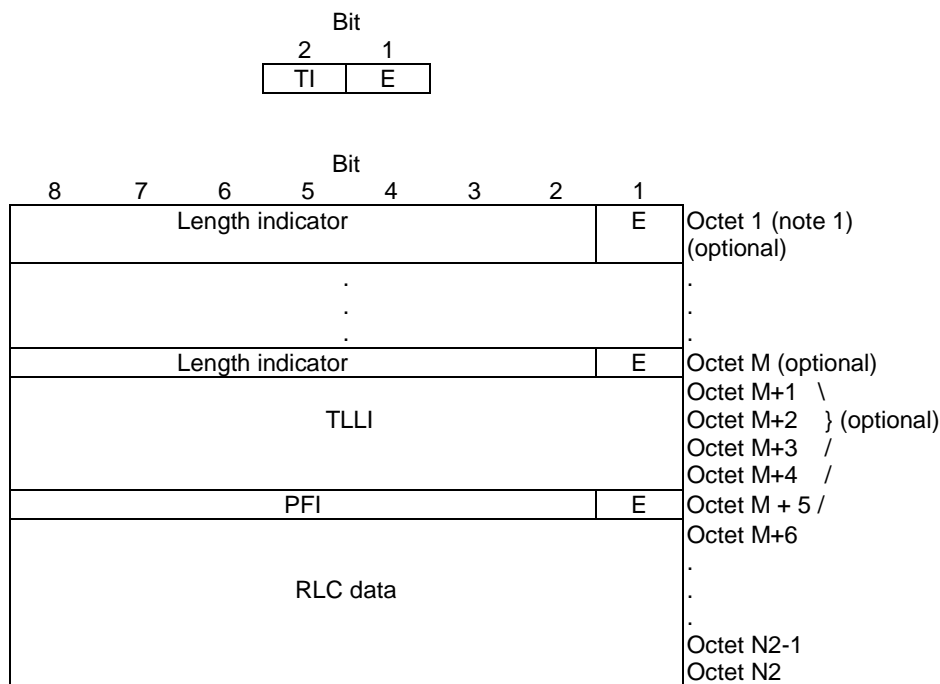 Bit
2 1
TI E
Bit
8 7 6 5 4 3 2 1
Length indicator E Octet 1 (note 1)
(optional)
. .
. .
. .
Length indicator E Octet M (optional)
Octet M+1 \
TLLI Octet M+2 } (optional)
Octet M+3 /
Octet M+4 /
PFI E Octet M + 5 /
Octet M+6
.
RLC data .
.
Octet N2-1
Octet N2